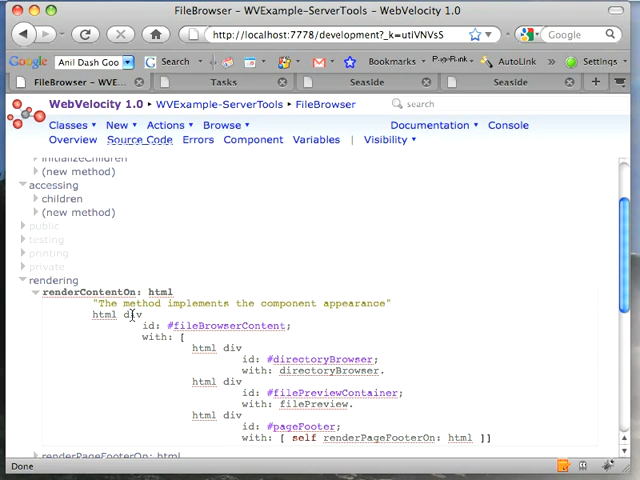 FileBrowser - WVExample-ServerTools - WebVelocity 1.0
http://localhost:7778/development?_k=utlVNVsS
Google
Google
Anil Dash Goo
Search
Bookmarks
PageRank
AutoLink
Settings
FileBrowser - WVE...
Tasks
Seaside
Seaside
WebVelocity 1.0 ▸ WVExample-ServerTools ▸ FileBrowser
search
Classes New Actions Browse
Documentation Console
Overview Source Code Errors Component Variables | Visibility
initializeChildren
(new method)
accessing
children
(new method)
public
testing
printing
private
rendering
renderContentOn: html
"The method implements the component appearance"
html div
id: #fileBrowserContent;
with: [
html div
id: #directoryBrowser;
with: directoryBrowser.
html div
id: #filePreviewContainer;
with: filePreview.
html div
id: #pageFooter;
with: [ self renderPageFooterOn: html ]]
renderPageFooterOn: html
Done